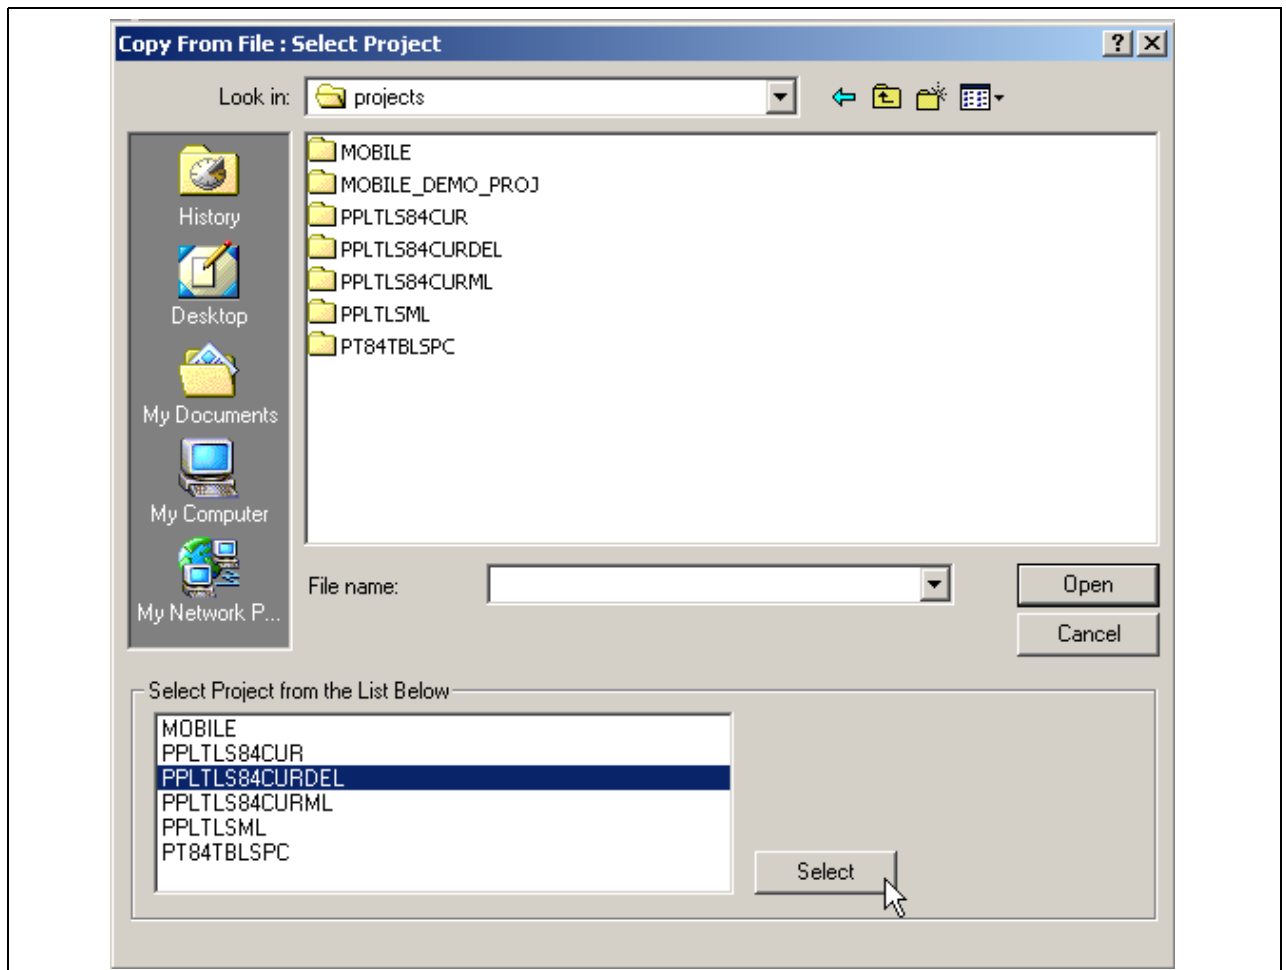 Copy From File : Select Project
Look in: projects
History
Desktop
My Documents
My Computer
My Network P...
MOBILE
MOBILE_DEMO_PROJ
PPLTLS84CUR
PPLTLS84CURDEL
PPLTLS84CURML
PPLTLSML
PT84TBLSPC
File name:
Open
Cancel
Select Project from the List Below
MOBILE
PPLTLS84CUR
PPLTLS84CURDEL
PPLTLS84CURML
PPLTLSML
PT84TBLSPC
Select